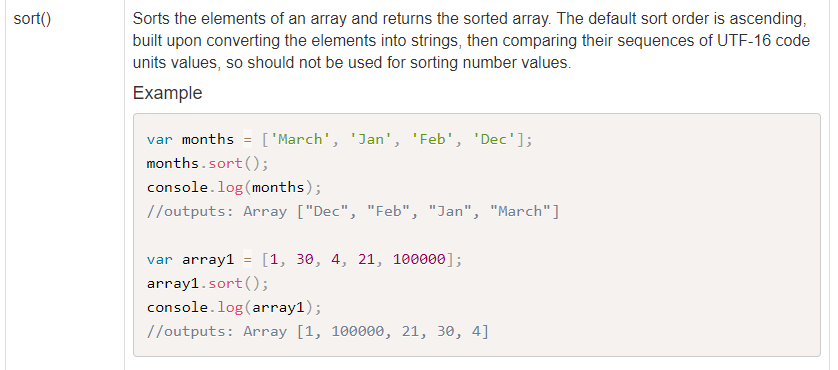 sort()
Sorts the elements of an array and returns the sorted array. The default sort order is ascending,
built upon converting the elements into strings, then comparing their sequences of UTF-16 code
units values, so should not be used for sorting number values.
Example
var months = ['March', 'Jan', 'Feb', 'Dec'];
months.sort();
console.log(months);
//outputs: Array ["Dec", "Feb", "Jan", "March"]
var array1 = [1, 30, 4, 21, 100000];
array1.sort();
console.log(array1);
//outputs: Array [1, 100000, 21, 30, 4]